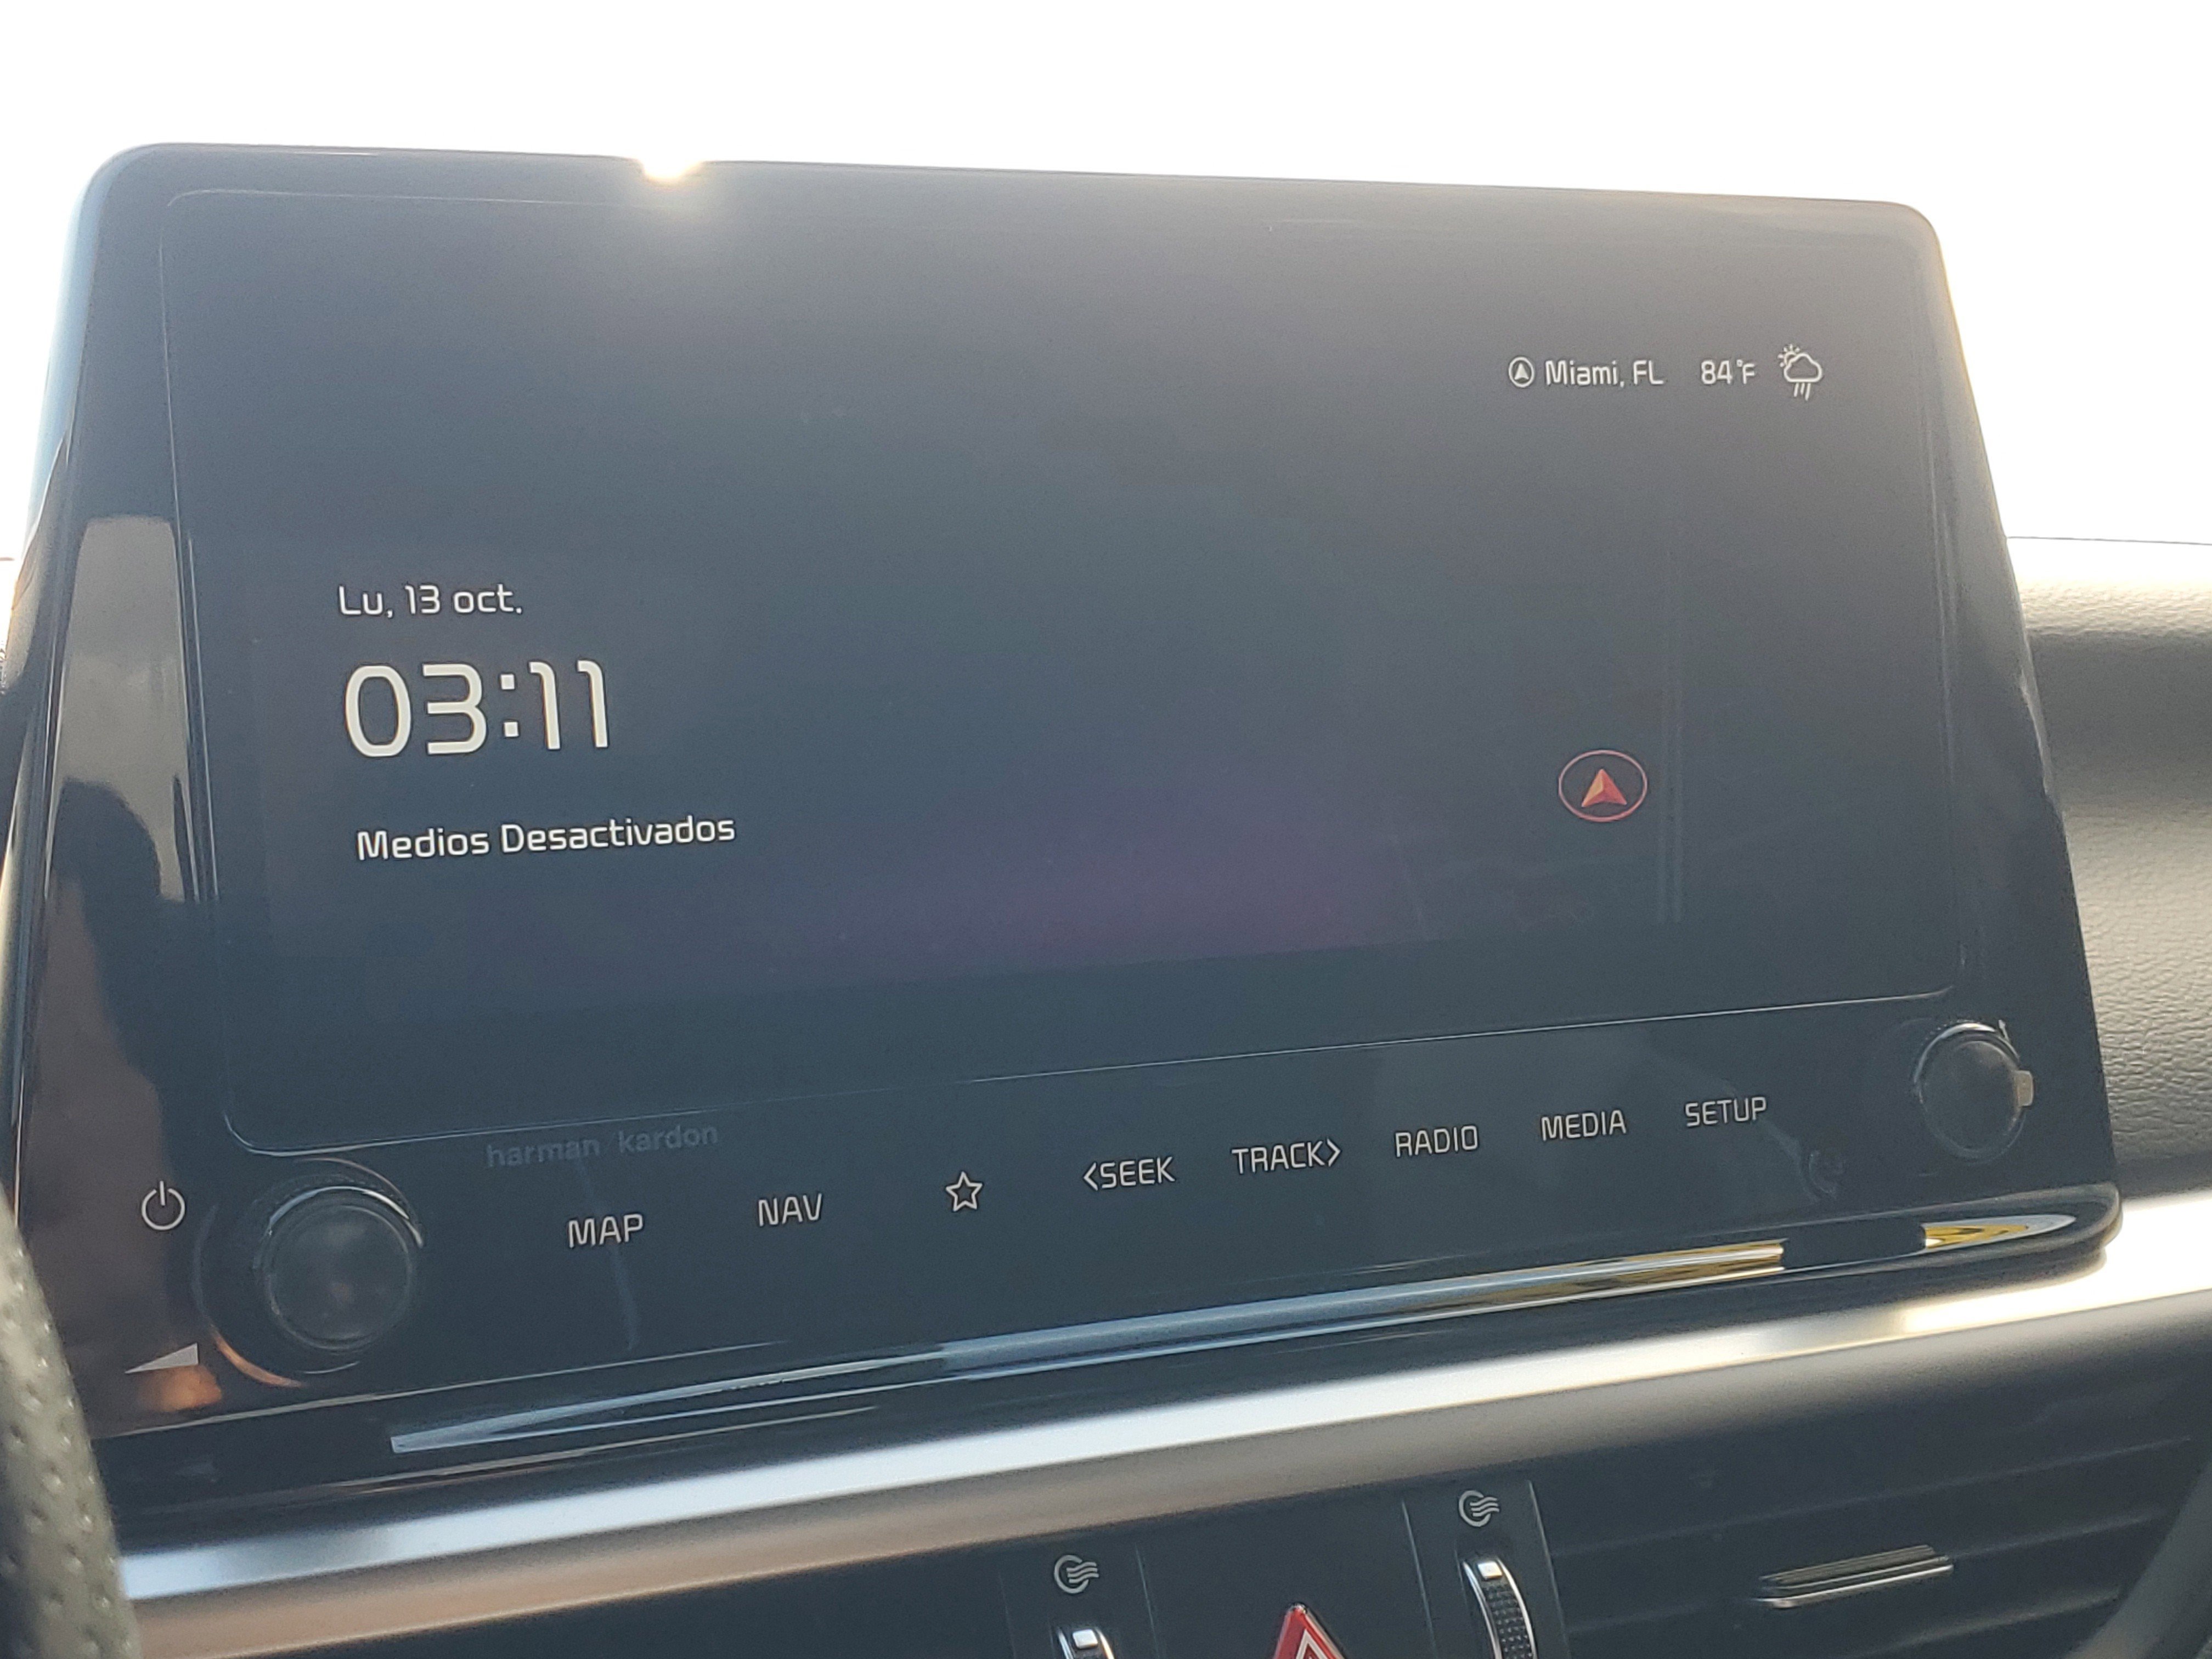 Miami, FL 84°F
Lu, 13 oct.
03:11
Medios Desactivados
harman / kardon
MAP NAV <SEEK TRACK> RADIO MEDIA SETUP